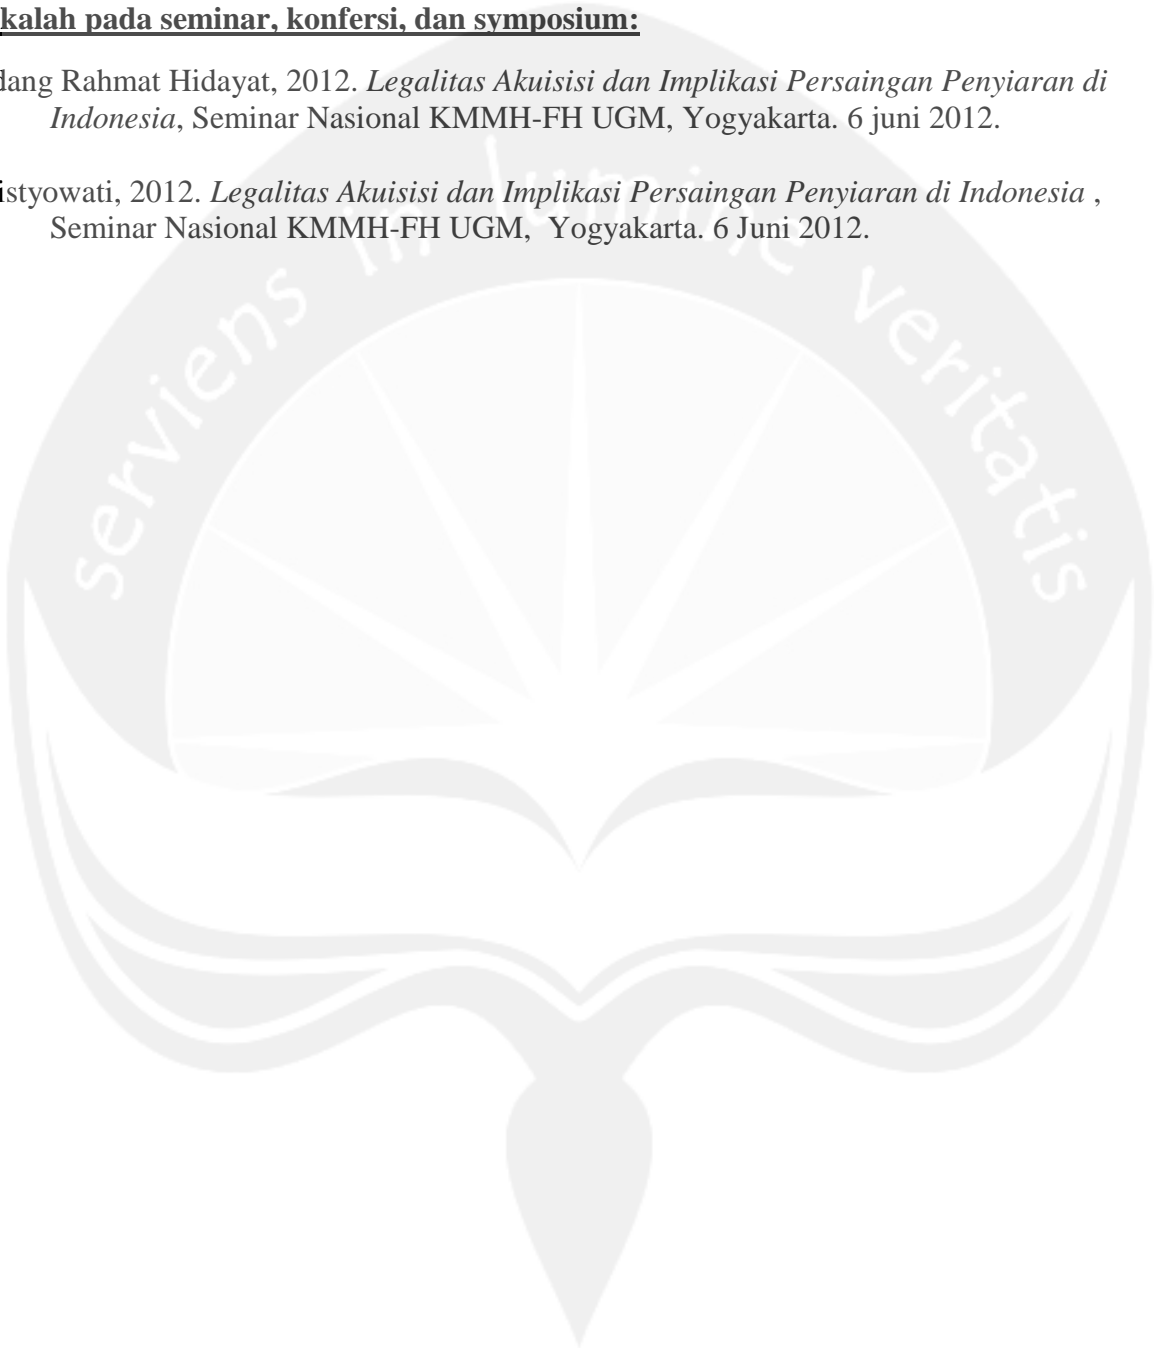 kalah pada seminar, konfersi, dan symposium:
dang Rahmat Hidayat, 2012. Legalitas Akuisisi dan Implikasi Persaingan Penyiaran di
Indonesia, Seminar Nasional KMMH-FH UGM, Yogyakarta. 6 juni 2012.
istyowati, 2012. Legalitas Akuisisi dan Implikasi Persaingan Penyiaran di Indonesia ,
Seminar Nasional KMMH-FH UGM, Yogyakarta. 6 Juni 2012.
serviens in lumine veritatis